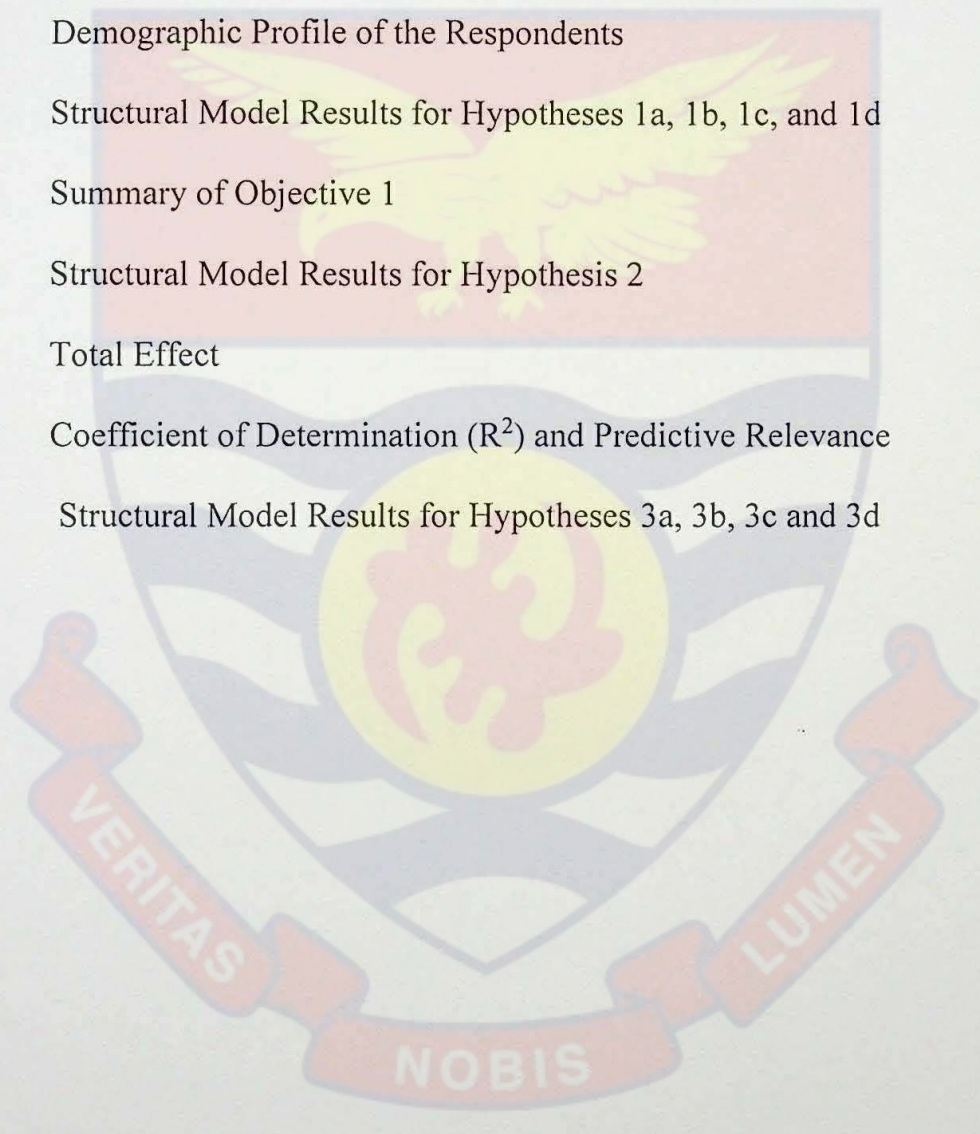 Demographic Profile of the Respondents
Structural Model Results for Hypotheses 1a, 1b, 1c, and 1d
Summary of Objective 1
Structural Model Results for Hypothesis 2
Total Effect
Coefficient of Determination (R²) and Predictive Relevance
Structural Model Results for Hypotheses 3a, 3b, 3c and 3d
VERITAS
NOBIS
LUMEN